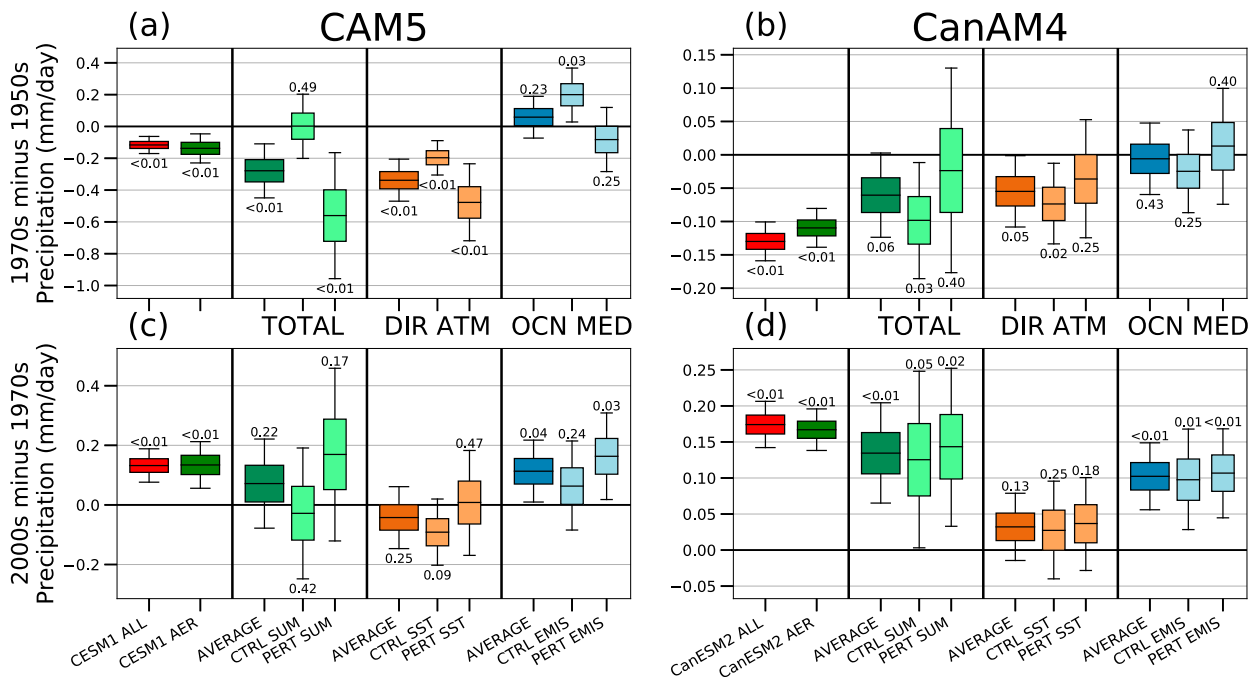 (a) CAM5
(b) CanAM4
1970s minus 1950s
Precipitation (mm/day)
0.4
0.2
0.0
−0.2
−0.4
−0.6
−0.8
−1.0
<0.01
<0.01
<0.01
0.49
<0.01
<0.01
<0.01
<0.01
0.23
0.03
0.25
0.15
0.10
0.05
0.00
−0.05
−0.10
−0.15
−0.20
<0.01
<0.01
0.06
0.03
0.40
0.05
0.02
0.25
0.43
0.25
0.40
(c) TOTAL DIR ATM OCN MED
(d) TOTAL DIR ATM OCN MED
2000s minus 1970s
Precipitation (mm/day)
0.4
0.2
0.0
−0.2
<0.01
<0.01
0.22
0.42
0.17
0.25
0.09
0.47
0.04
0.24
0.03
0.25
0.20
0.15
0.10
0.05
0.00
−0.05
<0.01
<0.01
<0.01
0.05
0.02
0.13
0.25
0.18
<0.01
0.01
<0.01
CESM1 ALL
CESM1 AER
AVERAGE
CTRL SUM
PERT SUM
AVERAGE
CTRL SST
PERT SST
AVERAGE
CTRL EMIS
PERT EMIS
CanESM2 ALL
CanESM2 AER
AVERAGE
CTRL SUM
PERT SUM
AVERAGE
CTRL SST
PERT SST
AVERAGE
CTRL EMIS
PERT EMIS